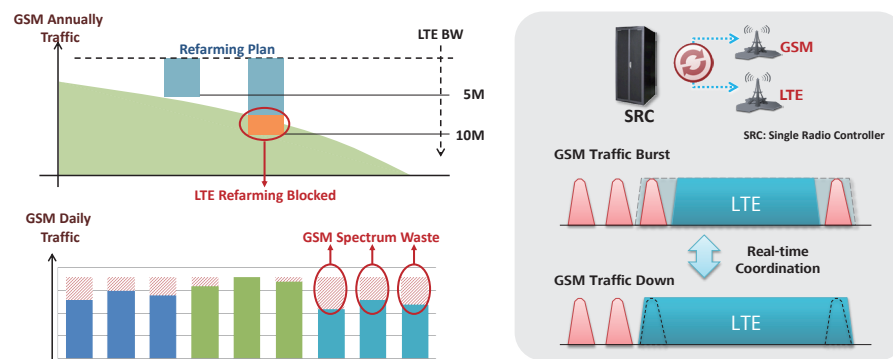 GSM Annually
Traffic
Refarming Plan
LTE BW
5M
10M
LTE Refarming Blocked
GSM Daily
Traffic
GSM Spectrum Waste
GSM
LTE
SRC
SRC: Single Radio Controller
GSM Traffic Burst
LTE
Real-time
Coordination
GSM Traffic Down
LTE